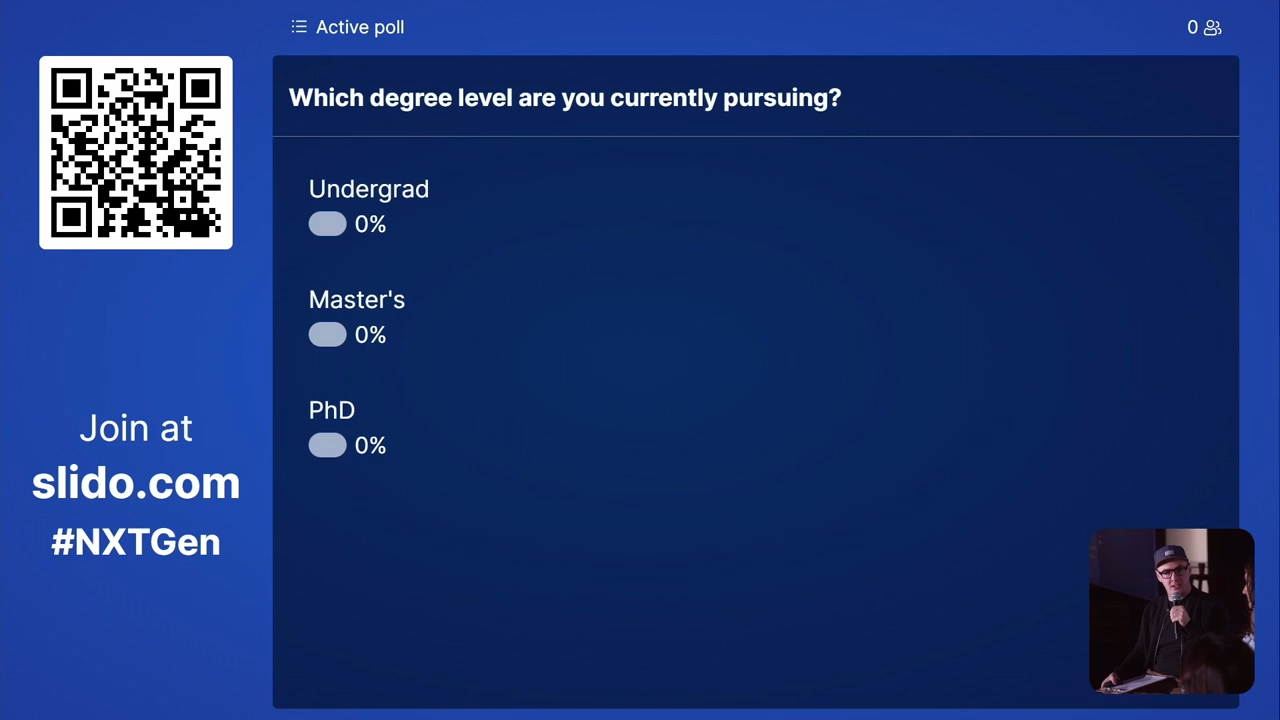 Active poll
0
Which degree level are you currently pursuing?
Undergrad
0%
Master's
0%
PhD
0%
Join at
slido.com
#NXTGen